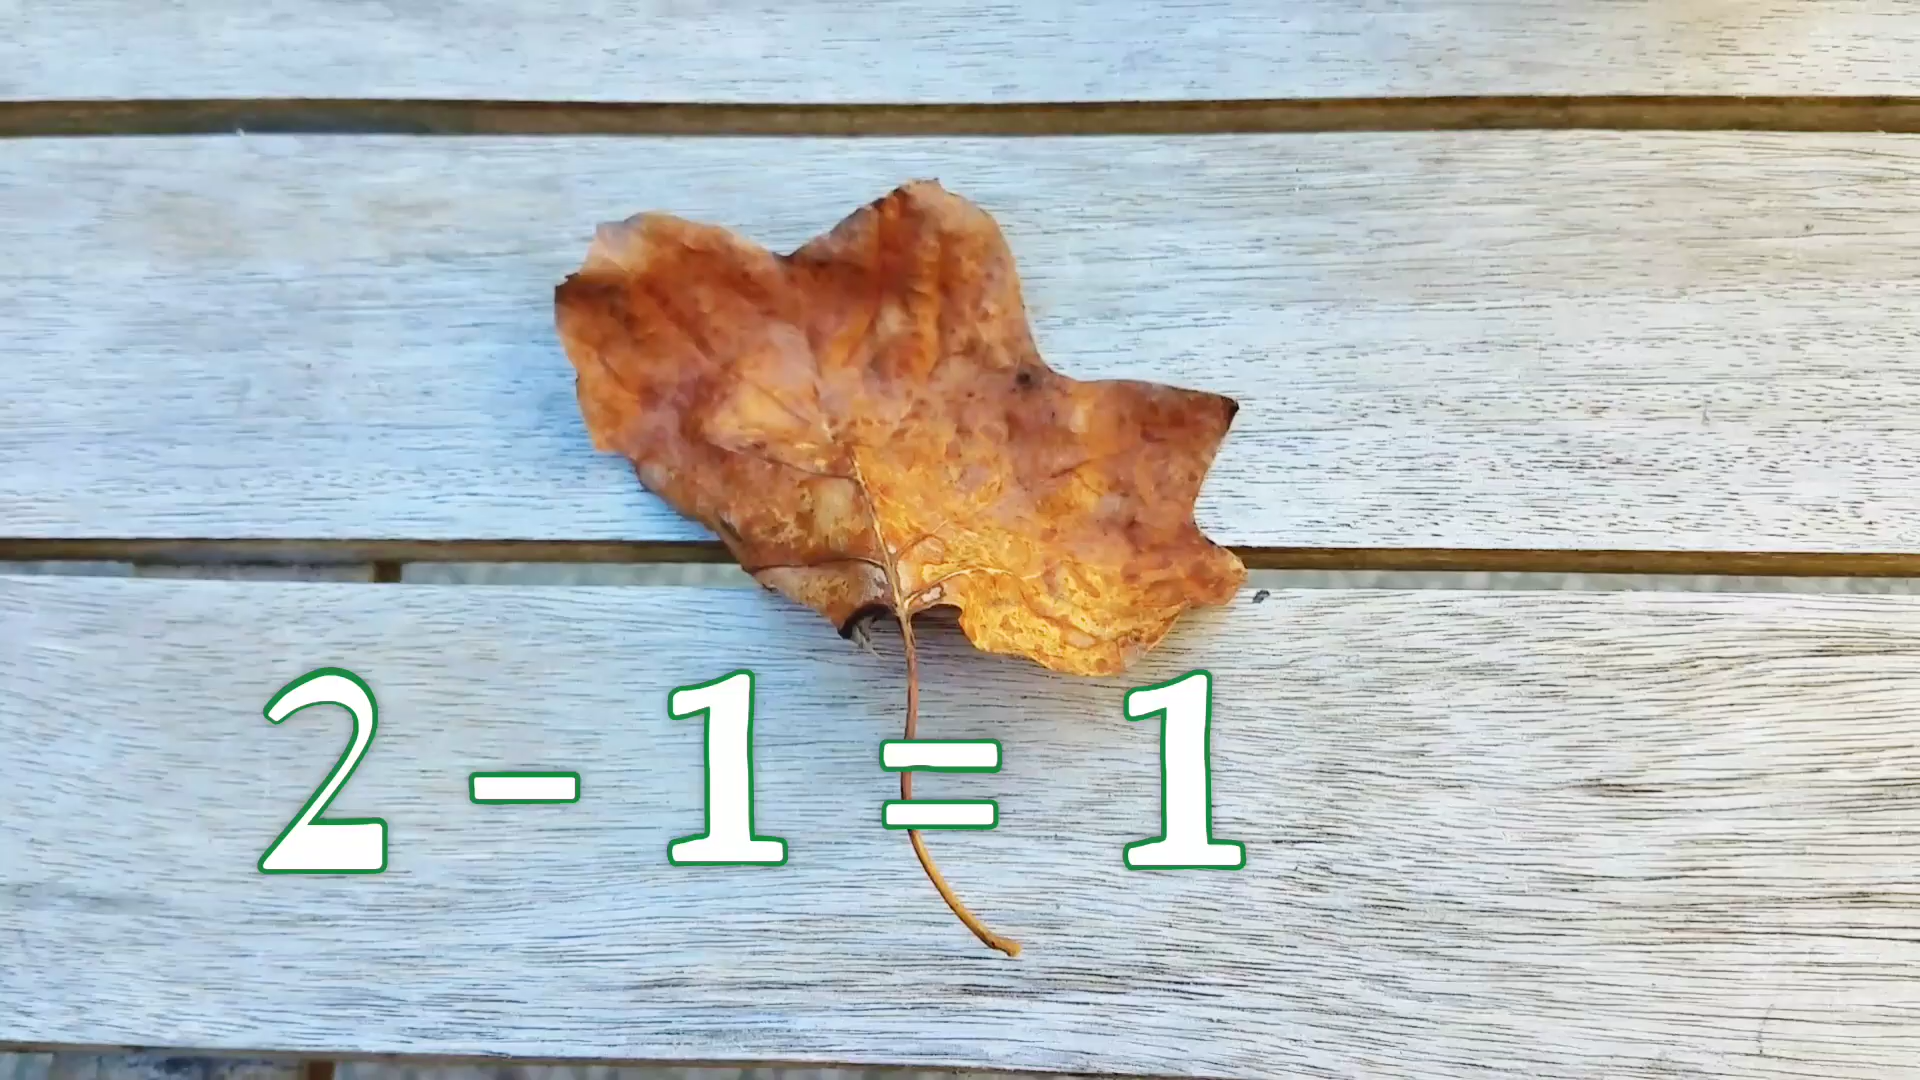 2 - 1 = 1